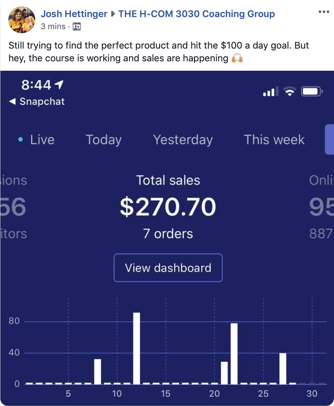 Josh Hettinger ▸ THE H-COM 3030 Coaching Group
3 mins ·
Still trying to find the perfect product and hit the $100 a day goal. But
hey, the course is working and sales are happening 🙌🏻
8:44
◀ Snapchat
• Live Today Yesterday This week
ions Total sales Onli
56 $270.70 95
itors 7 orders 887
View dashboard
80
40
0
5 10 15 20 25 30